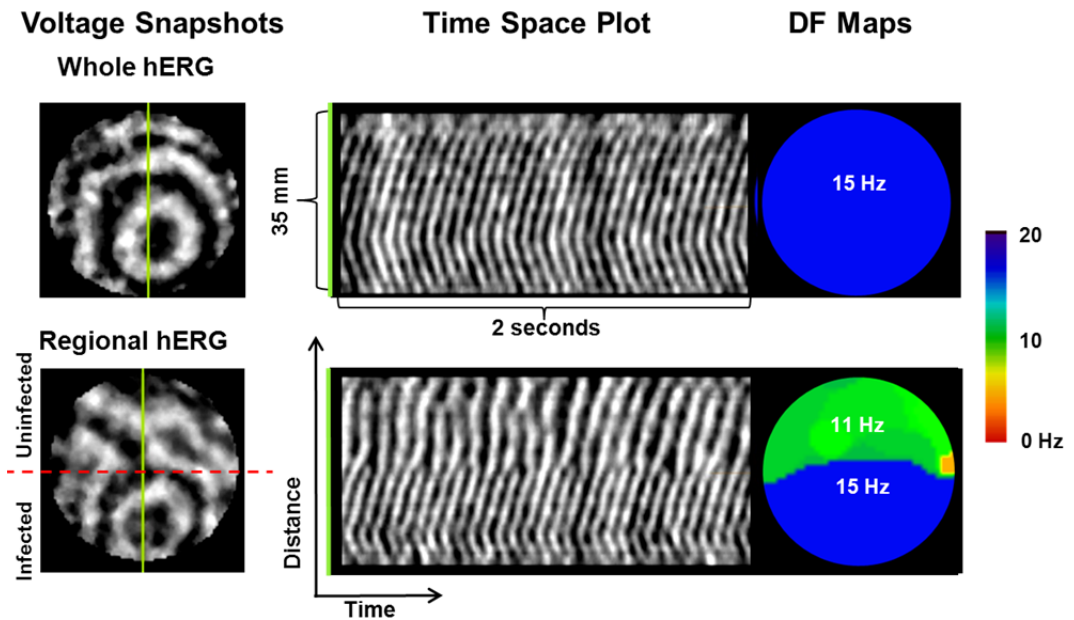 Voltage Snapshots
Time Space Plot
DF Maps
Whole hERG
35 mm
15 Hz
2 seconds
20
10
0 Hz
Regional hERG
Uninfected
Infected
Distance
Time
11 Hz
15 Hz